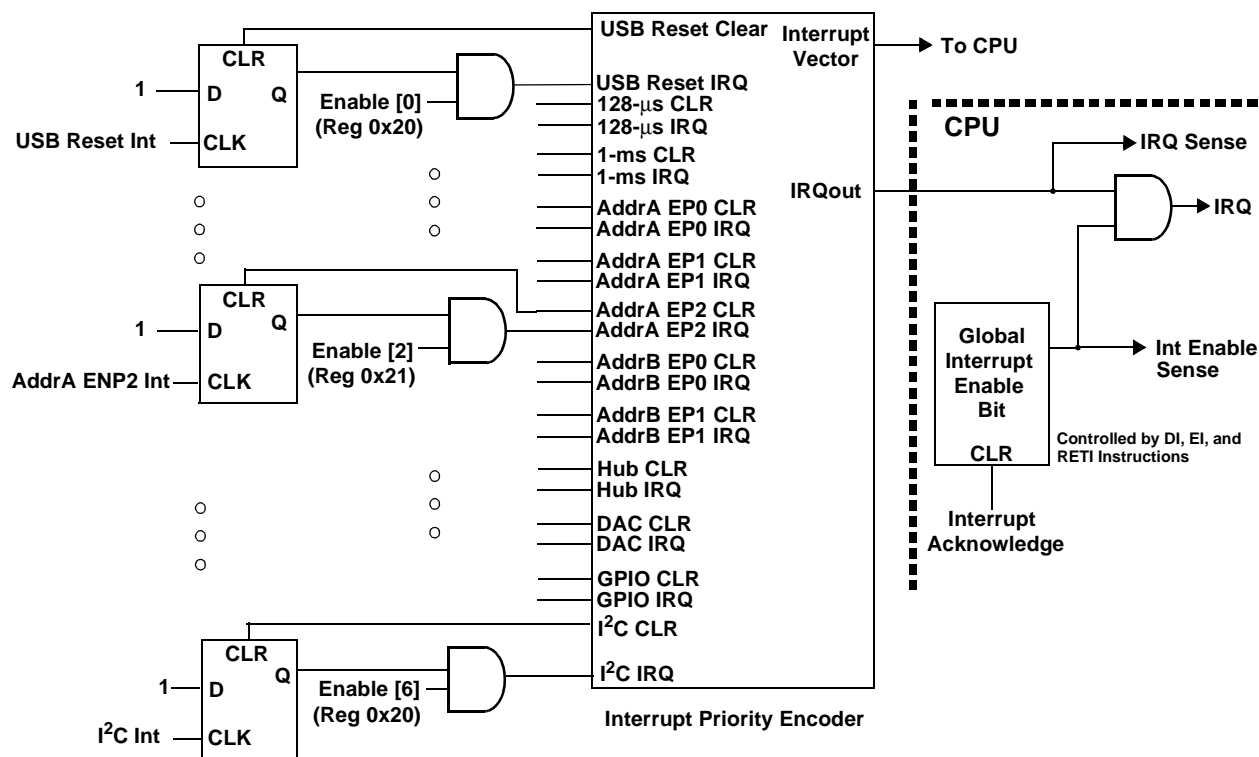 CLR
D
Q
CLK
1
USB Reset Int
Enable [0]
(Reg 0x20)
CLR
D
Q
CLK
1
AddrA ENP2 Int
Enable [2]
(Reg 0x21)
CLR
D
Q
CLK
1
I²C Int
Enable [6]
(Reg 0x20)
USB Reset Clear
USB Reset IRQ
128-μs CLR
128-μs IRQ
1-ms CLR
1-ms IRQ
AddrA EP0 CLR
AddrA EP0 IRQ
AddrA EP1 CLR
AddrA EP1 IRQ
AddrA EP2 CLR
AddrA EP2 IRQ
AddrB EP0 CLR
AddrB EP0 IRQ
AddrB EP1 CLR
AddrB EP1 IRQ
Hub CLR
Hub IRQ
DAC CLR
DAC IRQ
GPIO CLR
GPIO IRQ
I²C CLR
I²C IRQ
Interrupt
Vector
IRQout
Interrupt Priority Encoder
To CPU
CPU
IRQ Sense
IRQ
Global
Interrupt
Enable
Bit
CLR
Int Enable
Sense
Controlled by DI, EI, and
RETI Instructions
Interrupt
Acknowledge